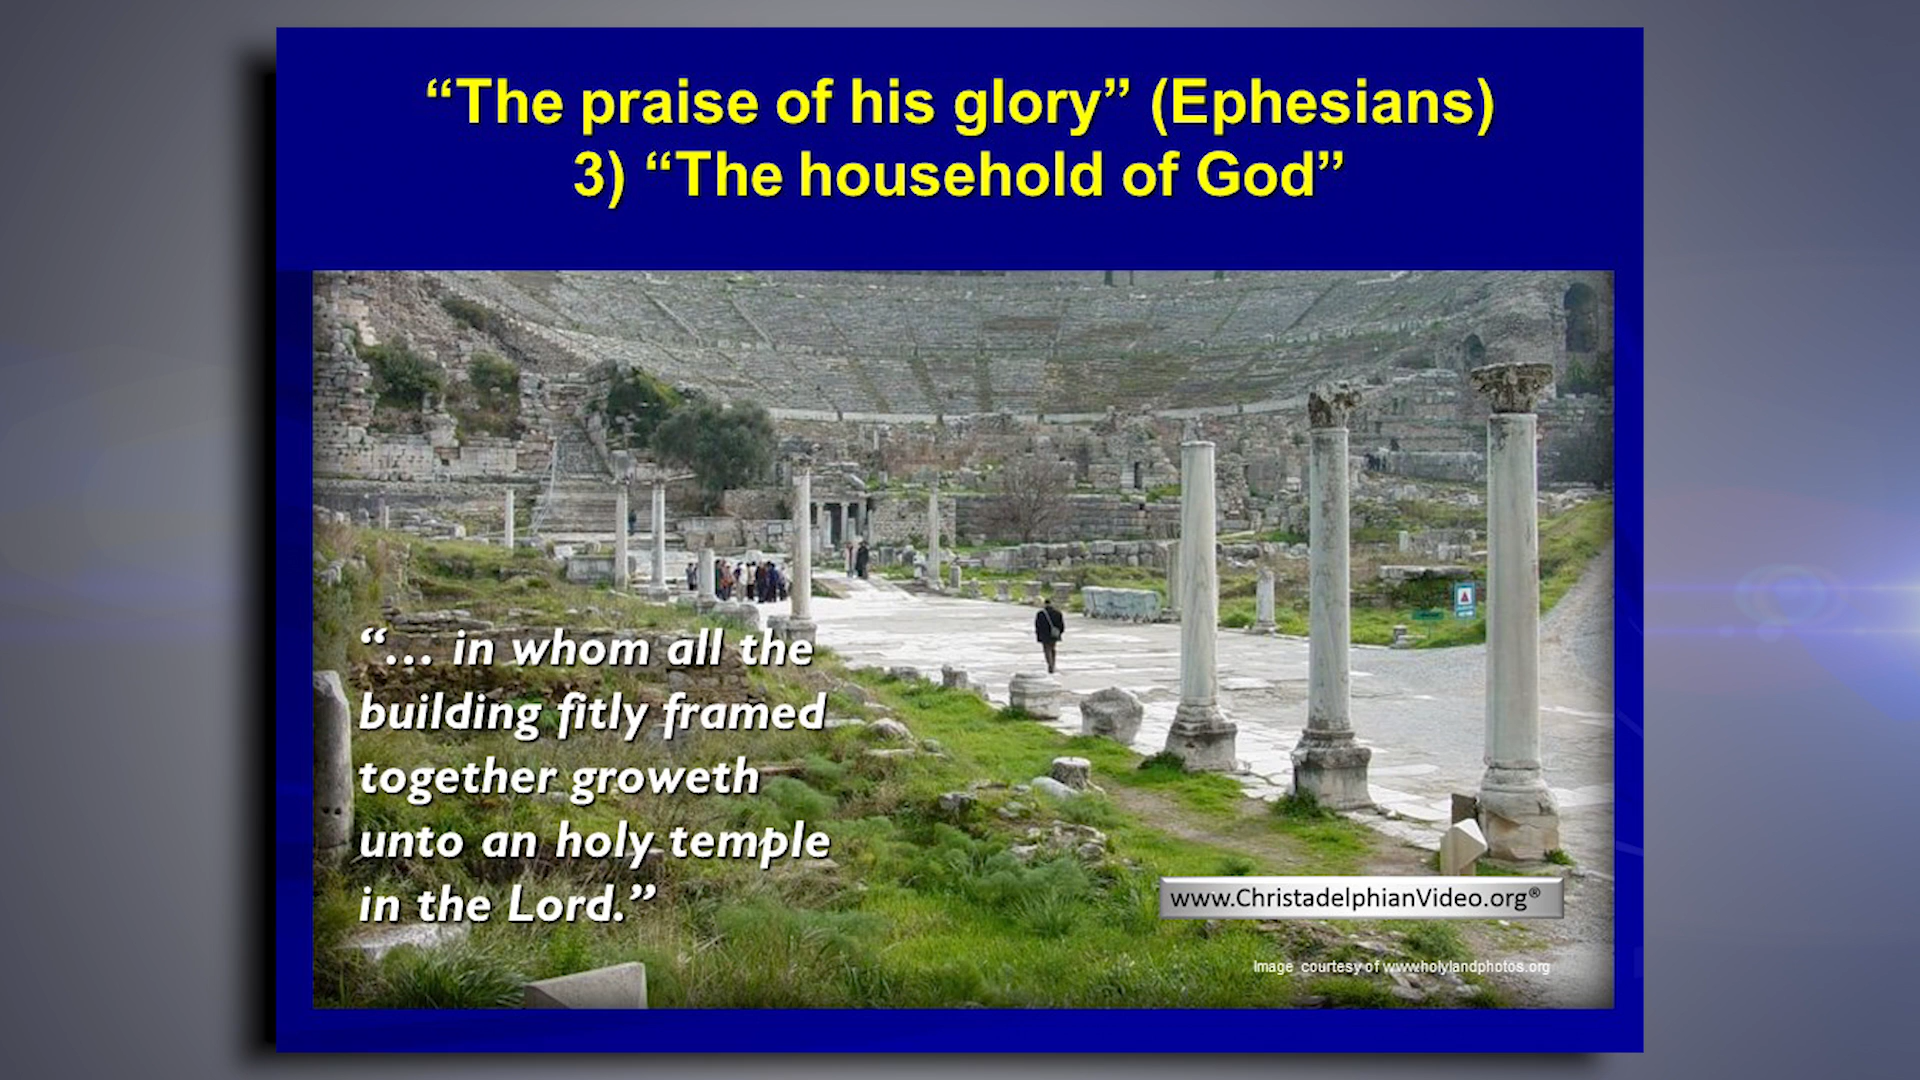 “The praise of his glory” (Ephesians)
3) “The household of God”
“… in whom all the
building fitly framed
together groweth
unto an holy temple
in the Lord.”
www.ChristadelphianVideo.org®
Image courtesy of www.holylandphotos.org